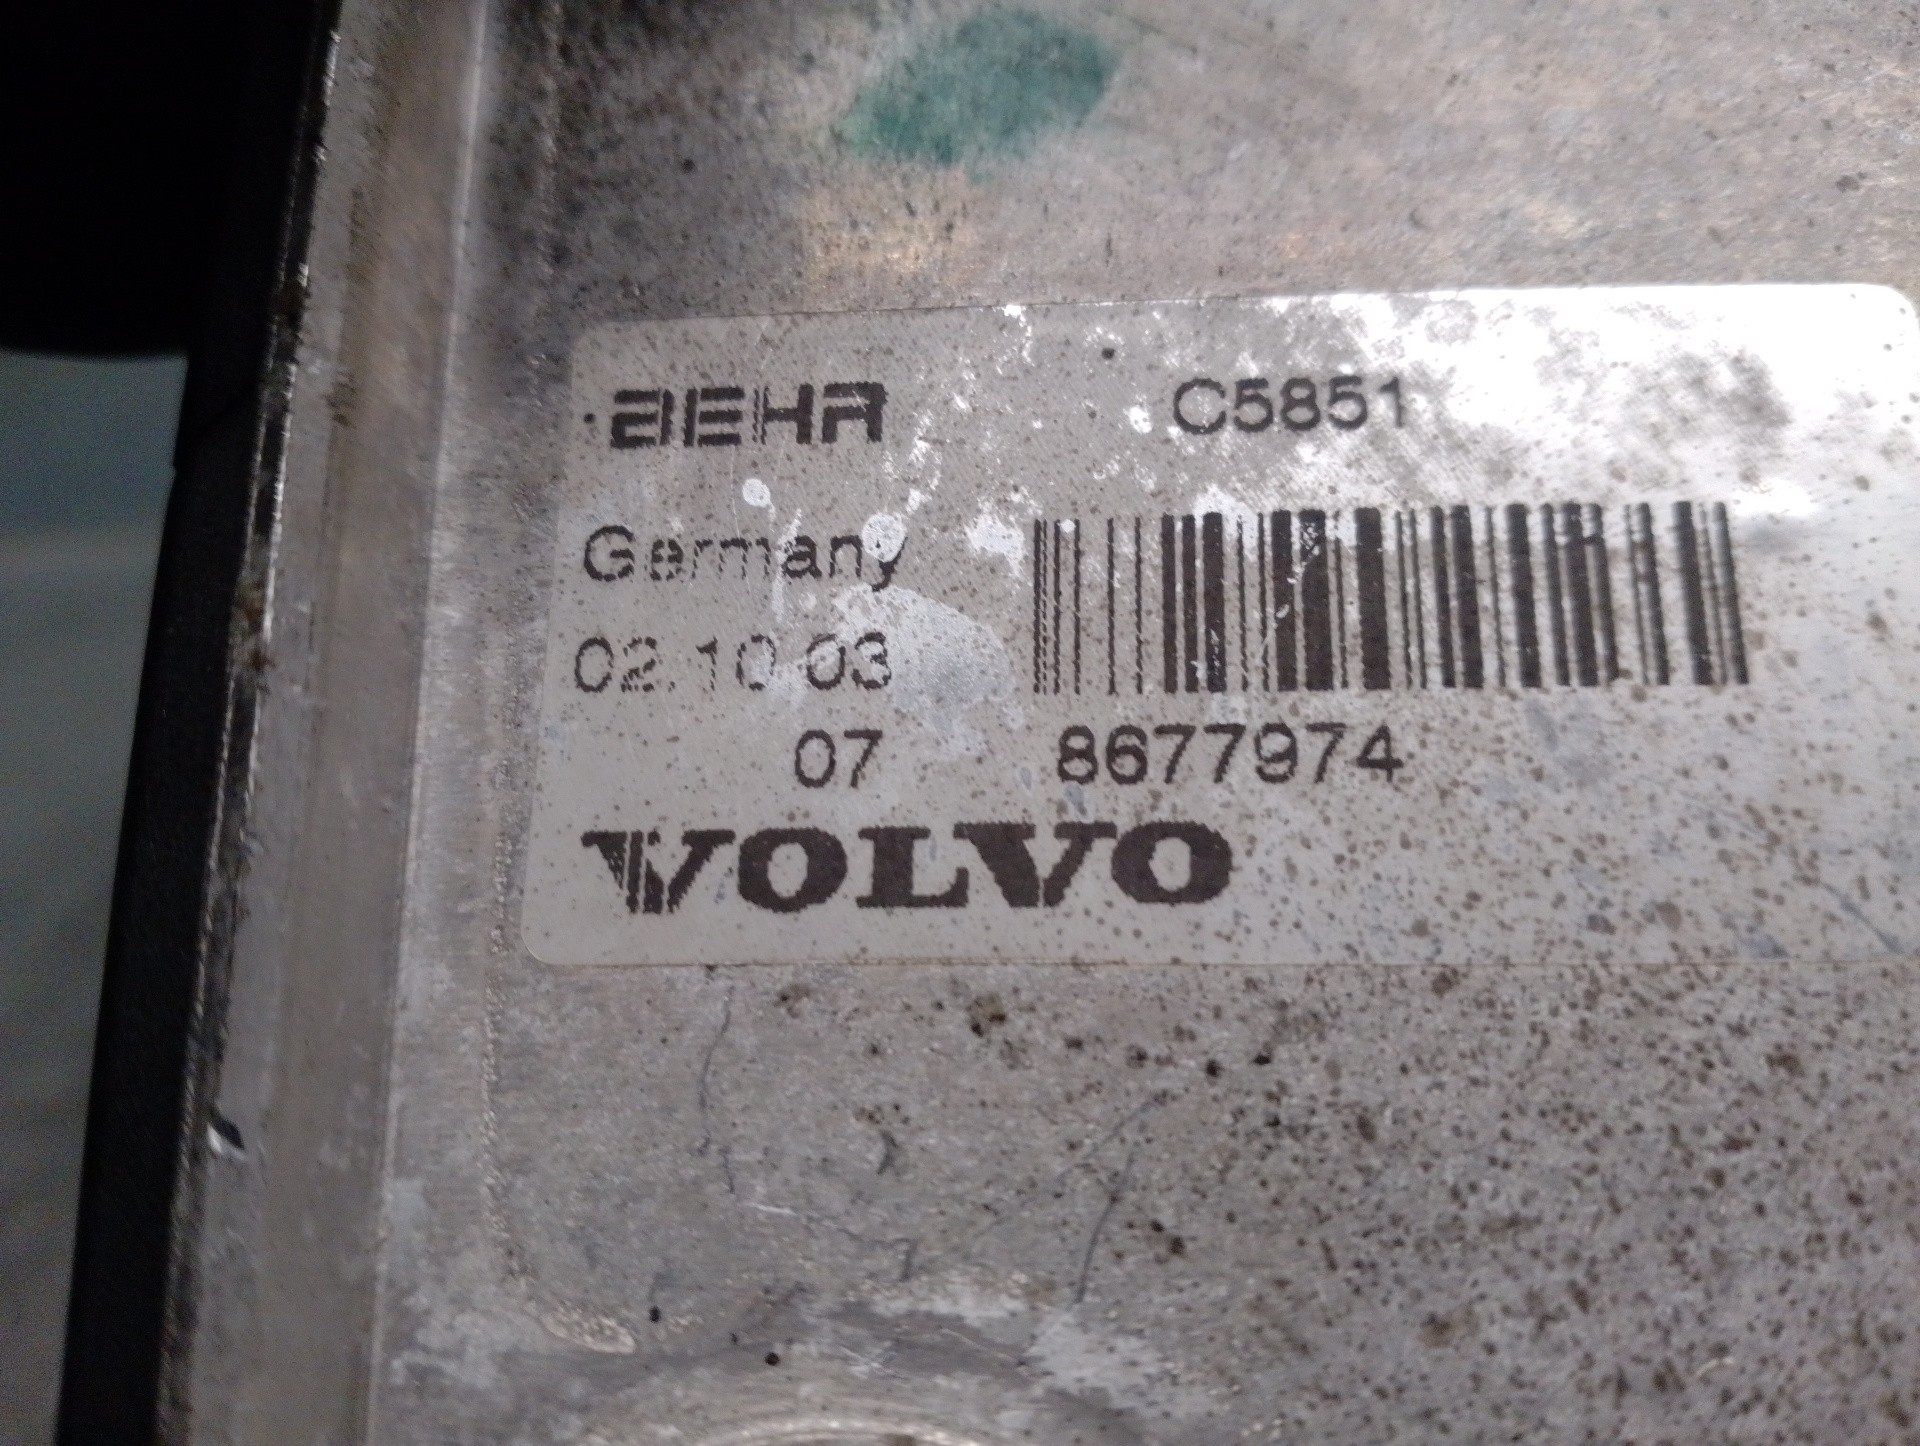 BEHR C5851
Germany
02.10.03
07 8677974
VOLVO